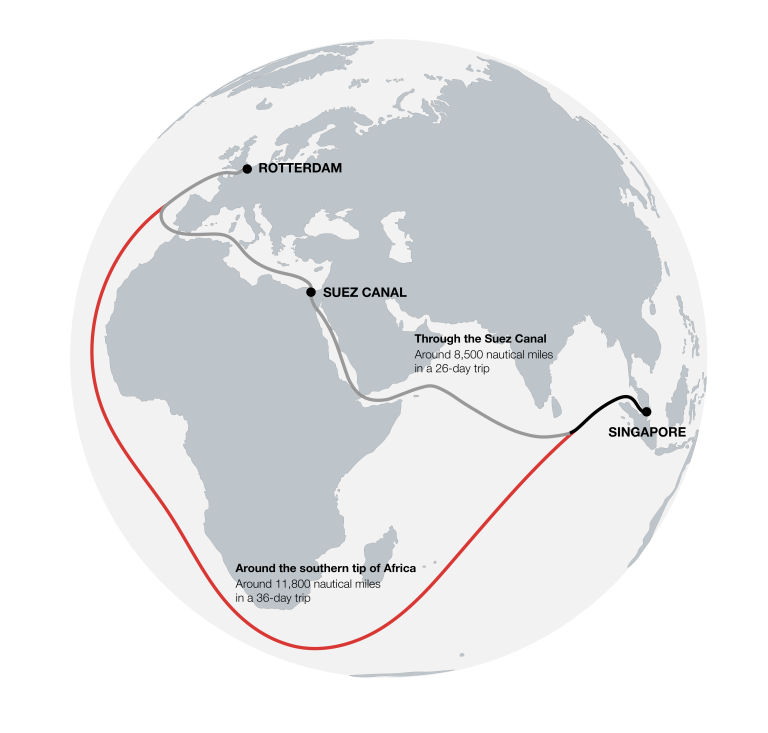 ROTTERDAM
SUEZ CANAL
Through the Suez Canal
Around 8,500 nautical miles
in a 26-day trip
SINGAPORE
Around the southern tip of Africa
Around 11,800 nautical miles
in a 36-day trip